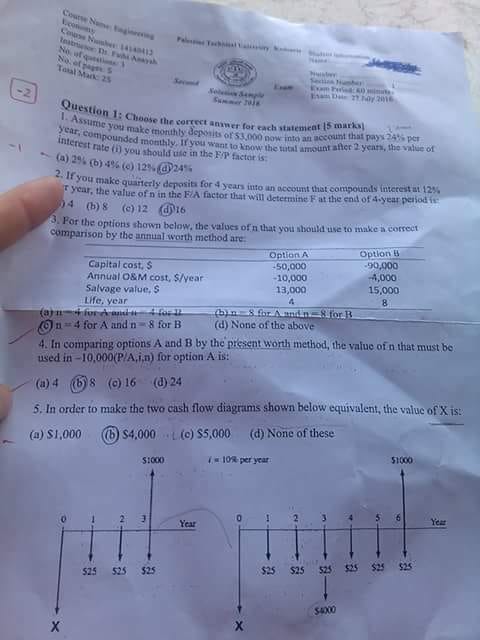 Course Name: Engineering
Economy
Course Number: 14140412
Instructor: Dr. Fathi Anayah
No. of questions: 1
No. of pages: 5
Total Mark: 25
Palestine Technical University Kadoorie
Second Exam
Solution Sample
Summer 2018
Student Information
Name:
Number:
Section Number: 1
Exam Period: 60 minutes
Exam Date: 27 July 2018
-2
Question 1: Choose the correct answer for each statement [5 marks]
1. Assume you make monthly deposits of $3,000 now into an account that pays 24% per
year, compounded monthly. If you want to know the total amount after 2 years, the value of
interest rate (i) you should use in the F/P factor is:
-1
(a) 2% (b) 4% (c) 12% (d) 24%
2. If you make quarterly deposits for 4 years into an account that compounds interest at 12%
r year, the value of n in the F/A factor that will determine F at the end of 4-year period is:
) 4 (b) 8 (c) 12 (d) 16
3. For the options shown below, the values of n that you should use to make a correct
comparison by the annual worth method are:
Option A Option B
Capital cost, $ -50,000 -90,000
Annual O&M cost, $/year -10,000 -4,000
Salvage value, $ 13,000 15,000
Life, year 4 8
(a) n = 4 for A and n = 4 for B (b) n = 8 for A and n = 8 for B
(c) n = 4 for A and n = 8 for B (d) None of the above
4. In comparing options A and B by the present worth method, the value of n that must be
used in -10,000(P/A,i,n) for option A is:
(a) 4 (b) 8 (c) 16 (d) 24
5. In order to make the two cash flow diagrams shown below equivalent, the value of X is:
(a) $1,000 (b) $4,000 (c) $5,000 (d) None of these
$1000 i = 10% per year $1000
0 1 2 3 Year 0 1 2 3 4 5 6 Year
$25 $25 $25 $25 $25 $25 $25 $25 $25
$4000
X X